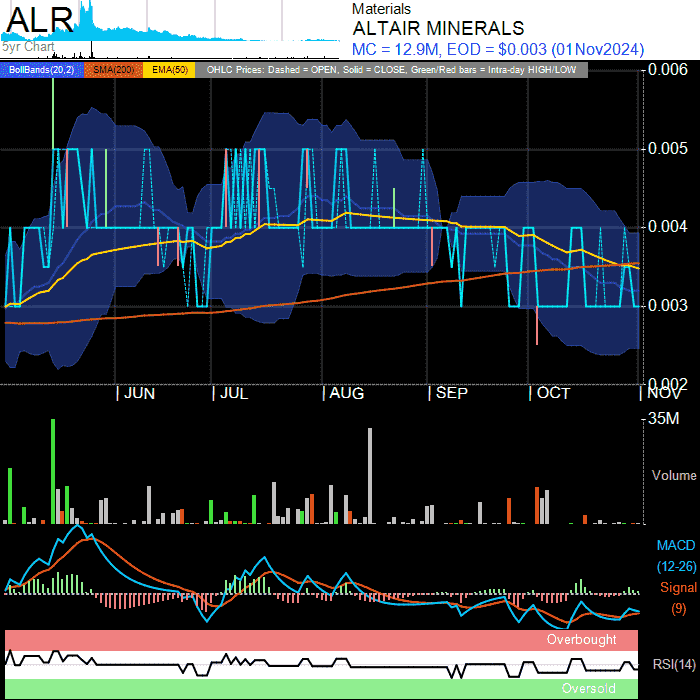 ALR
5yr Chart
Materials
ALTAIR MINERALS
MC = 12.9M, EOD = $0.003 (01Nov2024)
BollBands(20,2) SMA(200) EMA(50) OHLC Prices: Dashed = OPEN, Solid = CLOSE, Green/Red bars = Intra-day HIGH/LOW
0.006
0.005
0.004
0.003
0.002
JUN JUL AUG SEP OCT NOV
35M
Volume
MACD
(12-26)
Signal
(9)
Overbought
RSI(14)
Oversold